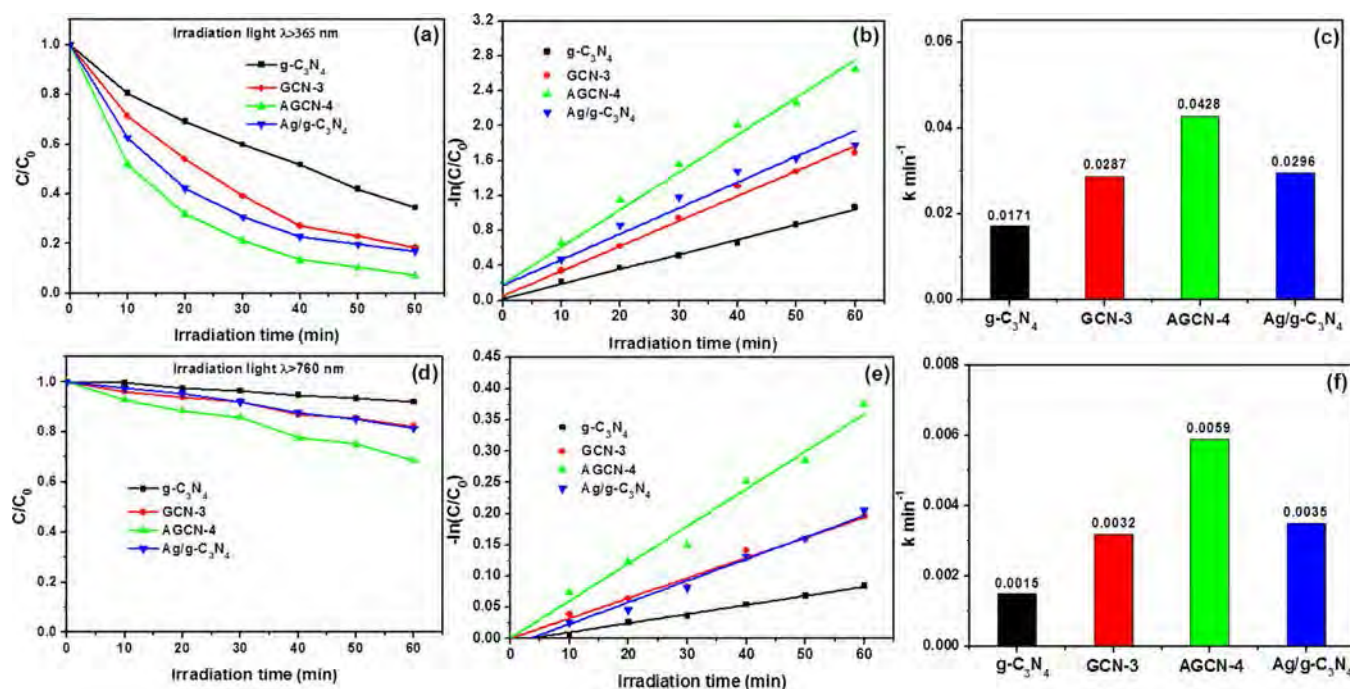 (a)
Irradiation light λ>365 nm
g-C₃N₄
GCN-3
AGCN-4
Ag/g-C₃N₄
C/C₀
1.0
0.8
0.6
0.4
0.2
0.0
0 10 20 30 40 50 60
Irradiation time (min)
(b)
g-C₃N₄
GCN-3
AGCN-4
Ag/g-C₃N₄
-ln(C/C₀)
3.2
2.8
2.4
2.0
1.6
1.2
0.8
0.4
0.0
0 10 20 30 40 50 60
Irradiation time (min)
(c)
k min⁻¹
0.06
0.04
0.02
0.00
0.0171
0.0287
0.0428
0.0296
g-C₃N₄ GCN-3 AGCN-4 Ag/g-C₃N₄
(d)
Irradiation light λ>760 nm
C/C₀
1.0
0.8
0.6
0.4
0.2
0.0
g-C₃N₄
GCN-3
AGCN-4
Ag/g-C₃N₄
0 10 20 30 40 50 60
Irradiation time (min)
(e)
-ln(C/C₀)
0.45
0.40
0.35
0.30
0.25
0.20
0.15
0.10
0.05
0.00
g-C₃N₄
GCN-3
AGCN-4
Ag/g-C₃N₄
0 10 20 30 40 50 60
Irradiation time (min)
(f)
k min⁻¹
0.008
0.006
0.004
0.002
0.000
0.0015
0.0032
0.0059
0.0035
g-C₃N₄ GCN-3 AGCN-4 Ag/g-C₃N₄